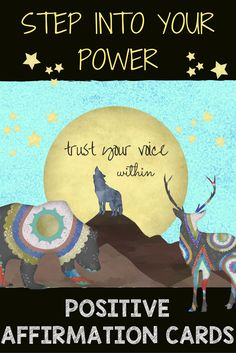 STEP INTO YOUR
POWER
trust your voice
within
POSITIVE
AFFIRMATION CARDS